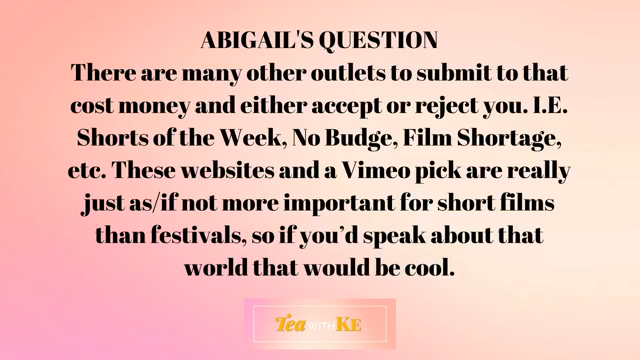 ABIGAIL'S QUESTION
There are many other outlets to submit to that
cost money and either accept or reject you. I.E.
Shorts of the Week, No Budge, Film Shortage,
etc. These websites and a Vimeo pick are really
just as/if not more important for short films
than festivals, so if you’d speak about that
world that would be cool.
Tea WITH KE